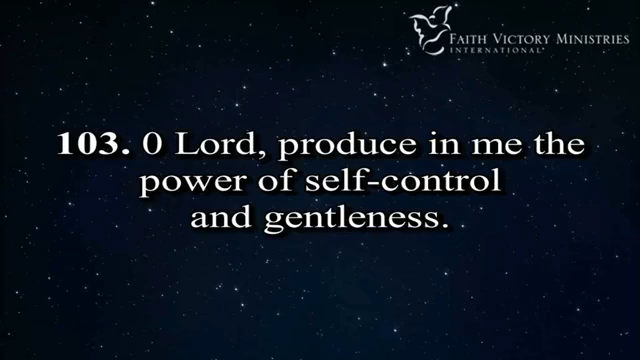 FAITH VICTORY MINISTRIES
INTERNATIONAL
103. 0 Lord, produce in me the
power of self-control
and gentleness.